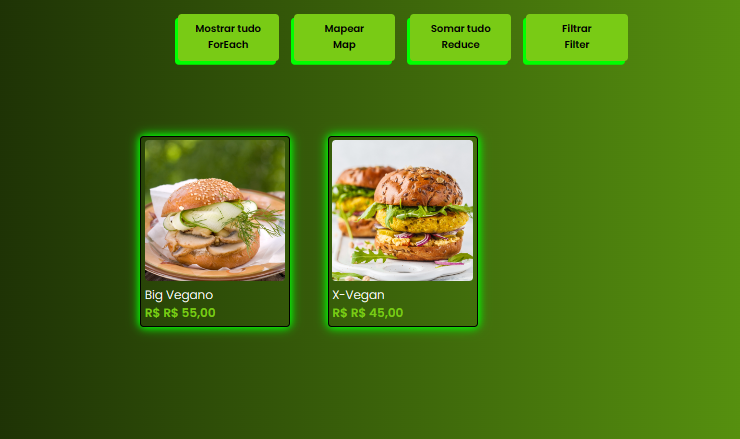 Mostrar tudo
ForEach
Mapear
Map
Somar tudo
Reduce
Filtrar
Filter
Big Vegano
R$ R$ 55,00
X-Vegan
R$ R$ 45,00